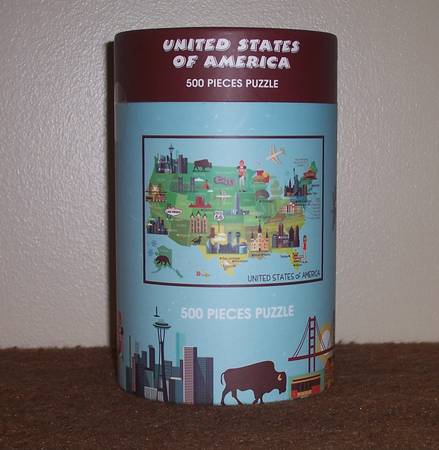 UNITED STATES
OF AMERICA
500 PIECES PUZZLE
66
UNITED STATES of AMERICA
500 PIECES PUZZLE